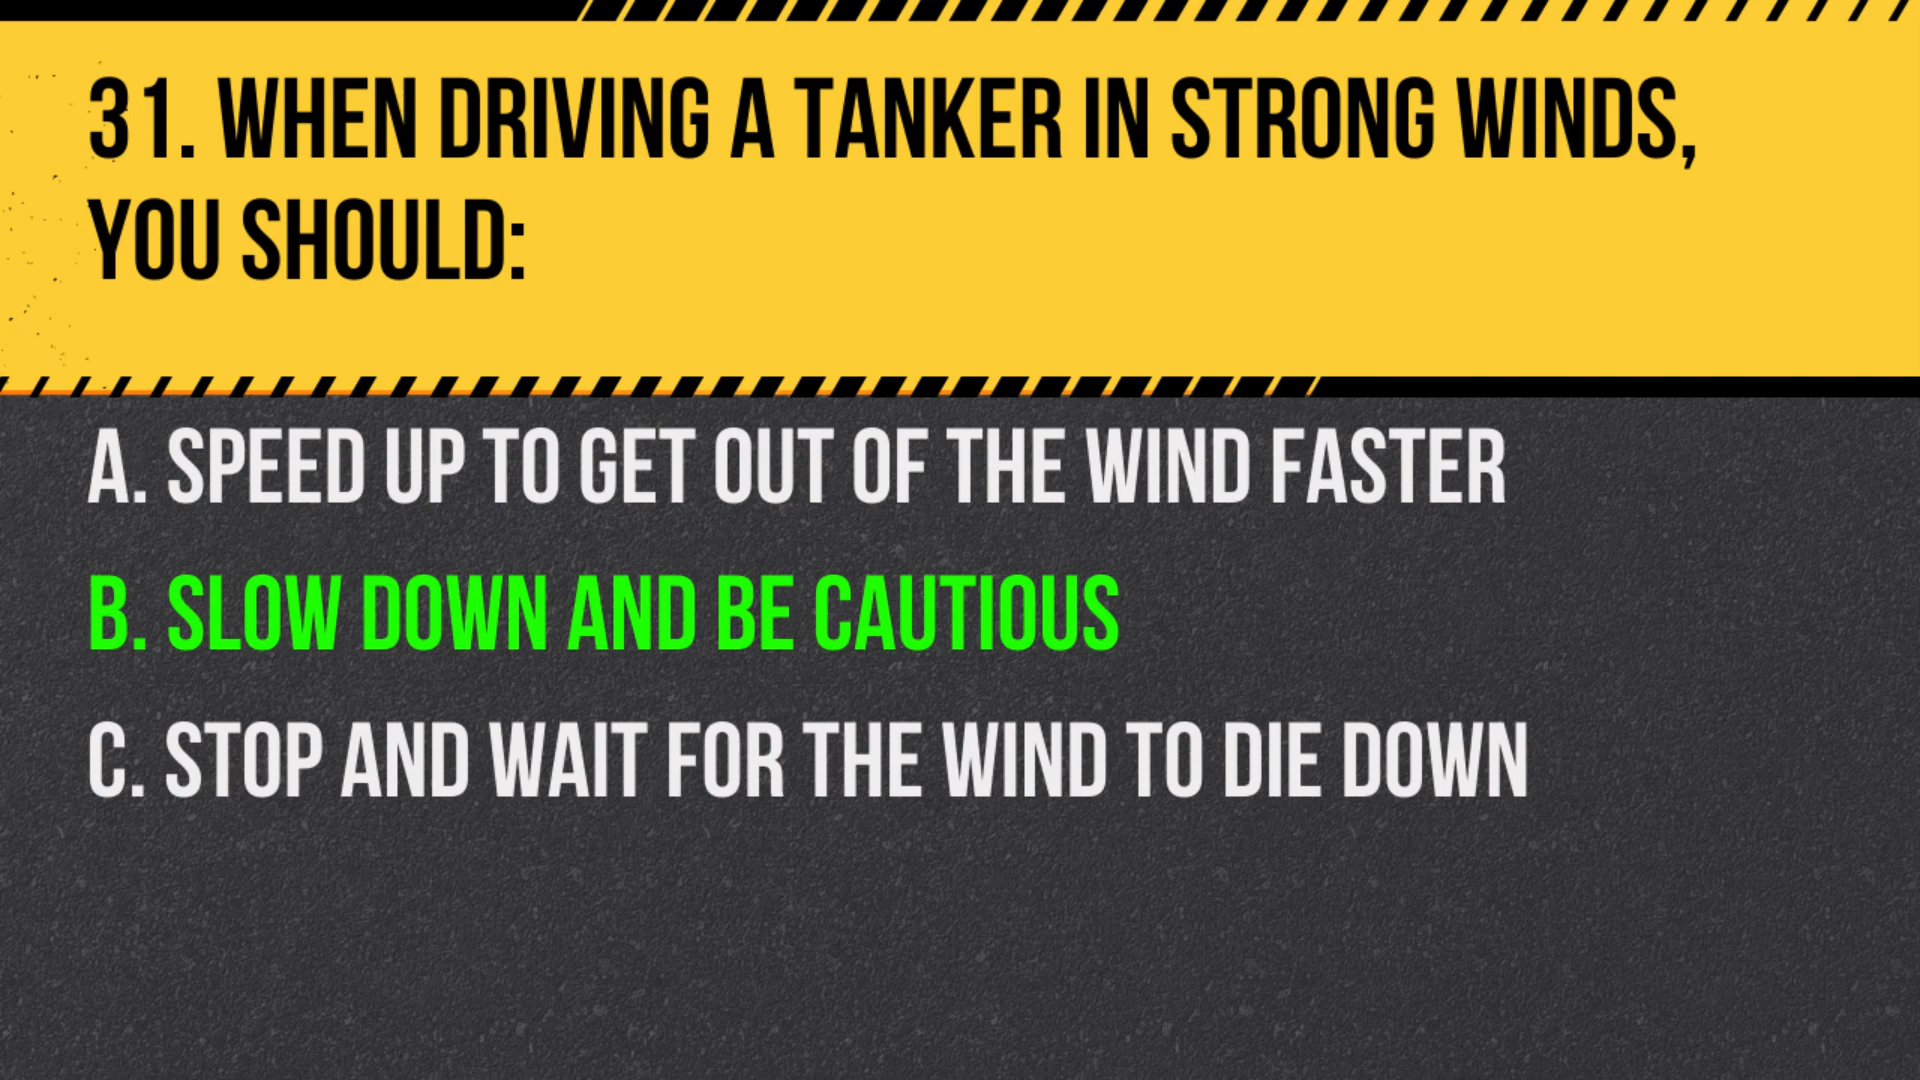 31. WHEN DRIVING A TANKER IN STRONG WINDS,
YOU SHOULD:
A. SPEED UP TO GET OUT OF THE WIND FASTER
B. SLOW DOWN AND BE CAUTIOUS
C. STOP AND WAIT FOR THE WIND TO DIE DOWN